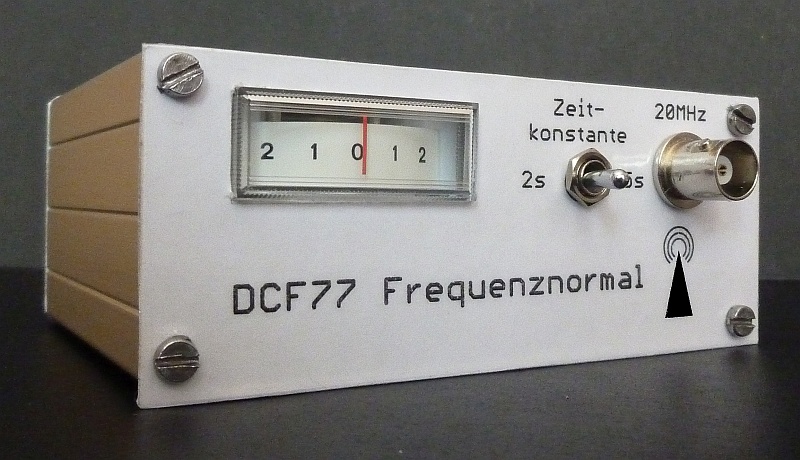 Zeit-
konstante
20MHz
2 1 0 1 2
2s
DCF77 Frequenznormal